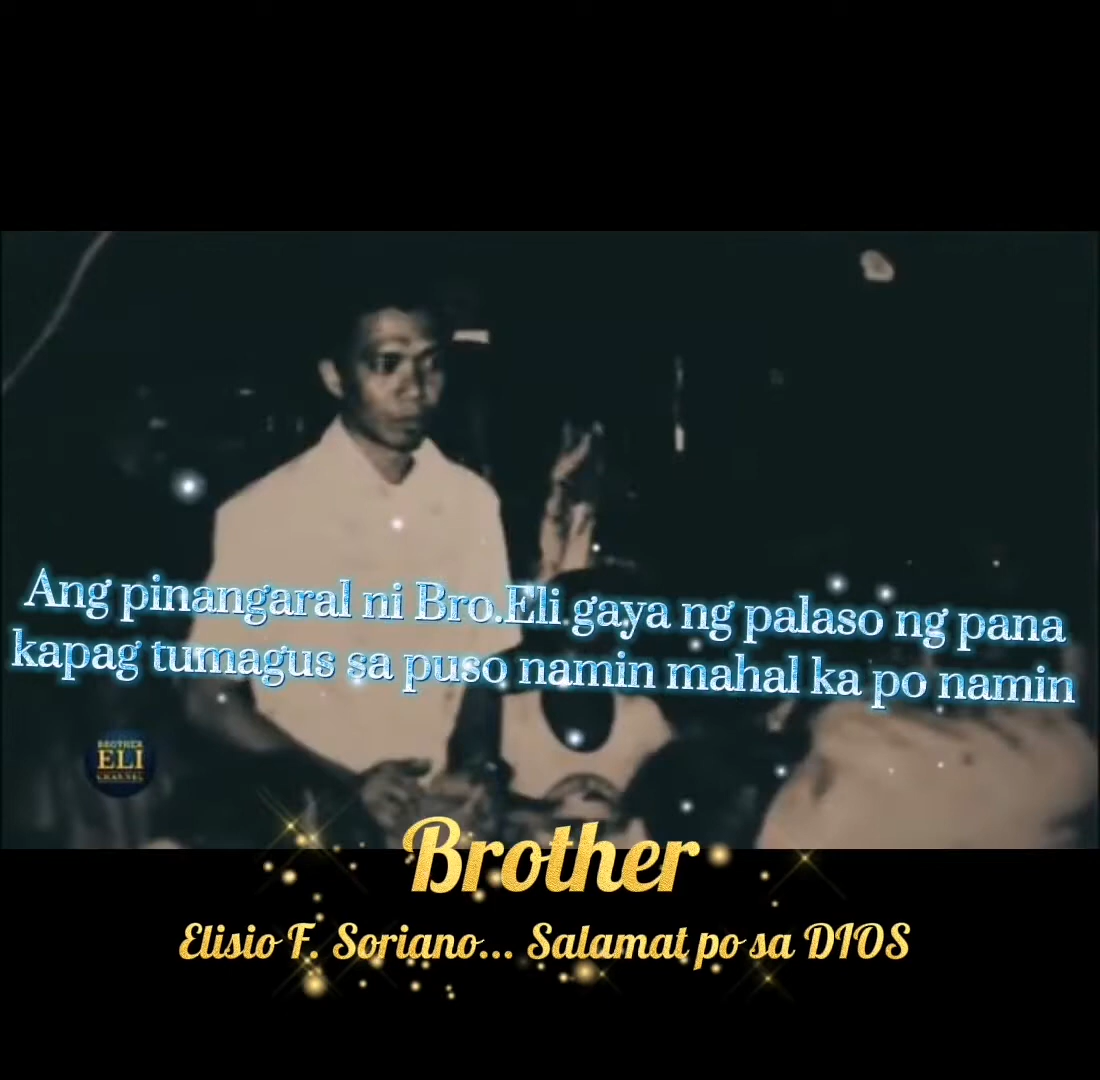 Ang pinangaral ni Bro.Eli gaya ng palaso ng pana
kapag tumagus sa puso namin mahal ka po namin
BROTHER
ELI
CHANNEL
Brother
Elisio F. Soriano... Salamat po sa DIOS